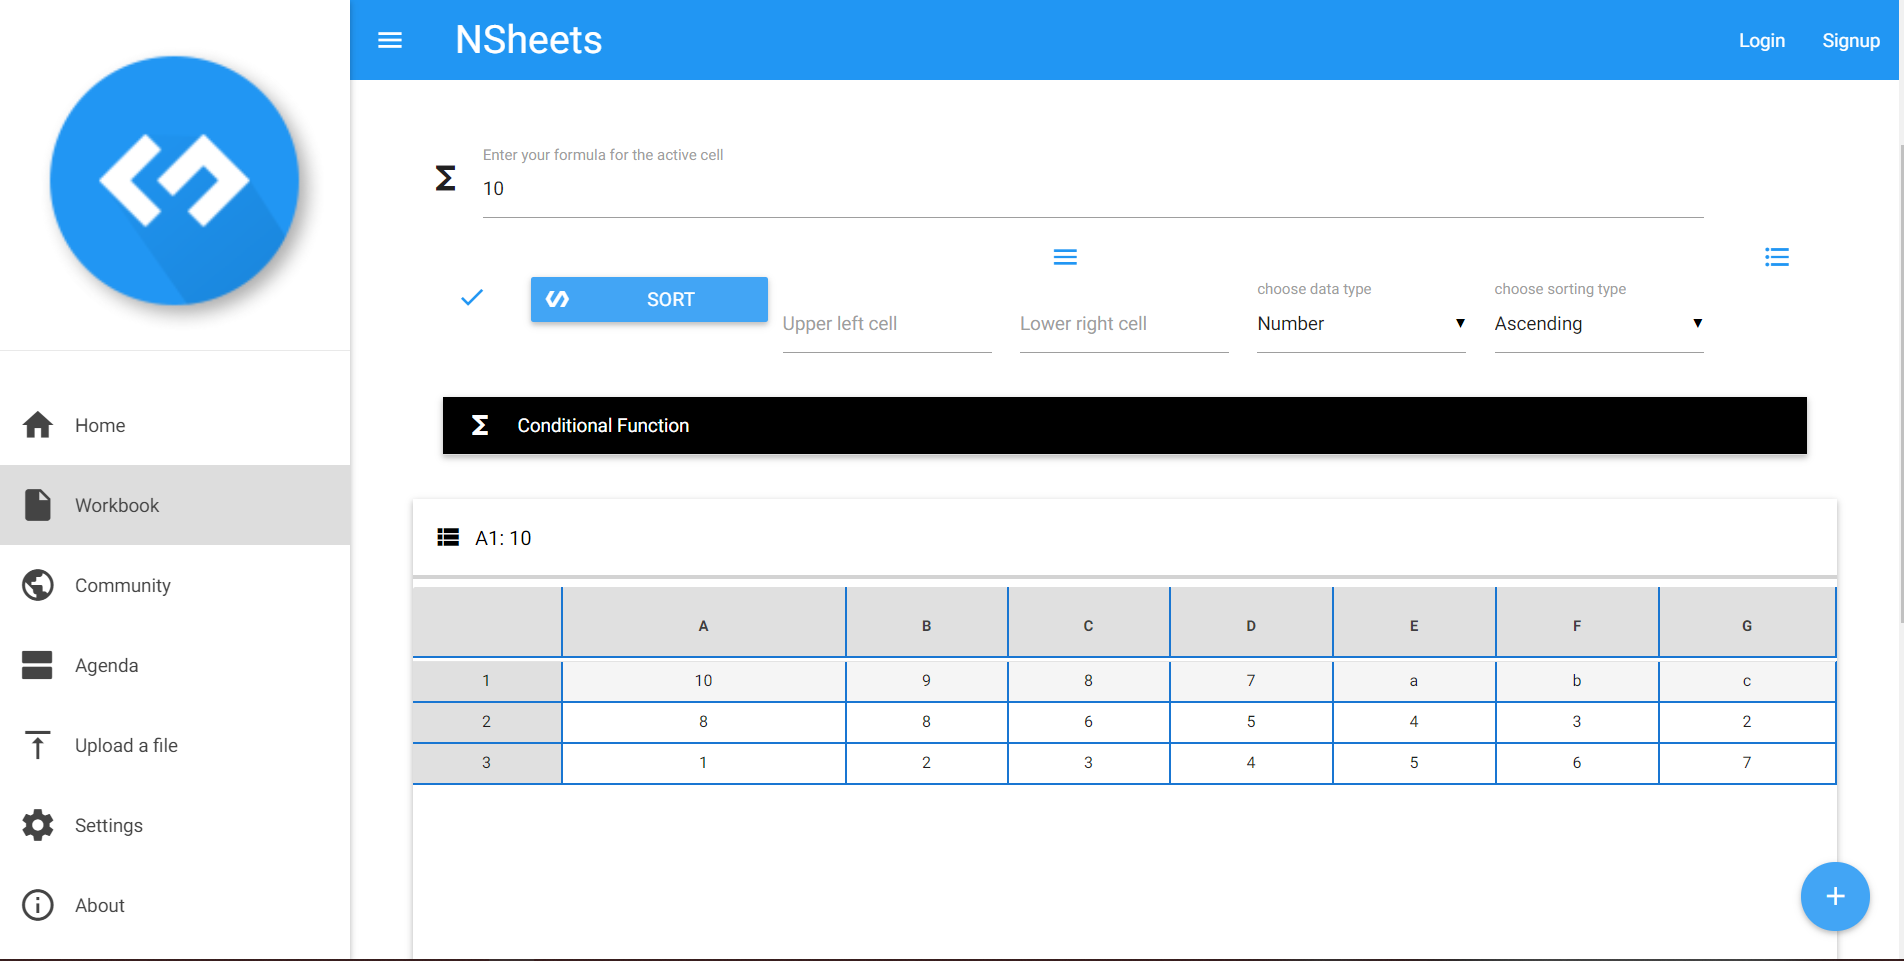 NSheets
Login Signup
Enter your formula for the active cell
10
SORT
Upper left cell
Lower right cell
choose data type
Number
choose sorting type
Ascending
Conditional Function
Home
Workbook
Community
Agenda
Upload a file
Settings
About
A1: 10
A B C D E F G
1 10 9 8 7 a b c
2 8 8 6 5 4 3 2
3 1 2 3 4 5 6 7